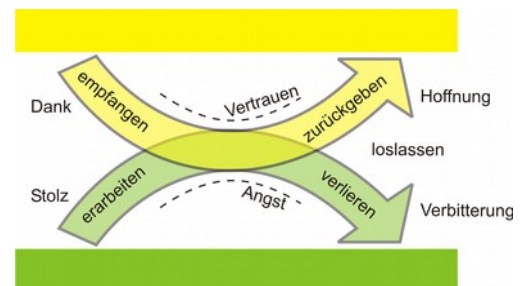 empfangen
Vertrauen
zurückgeben
Dank
Hoffnung
loslassen
Stolz
erarbeiten
Angst
verlieren
Verbitterung